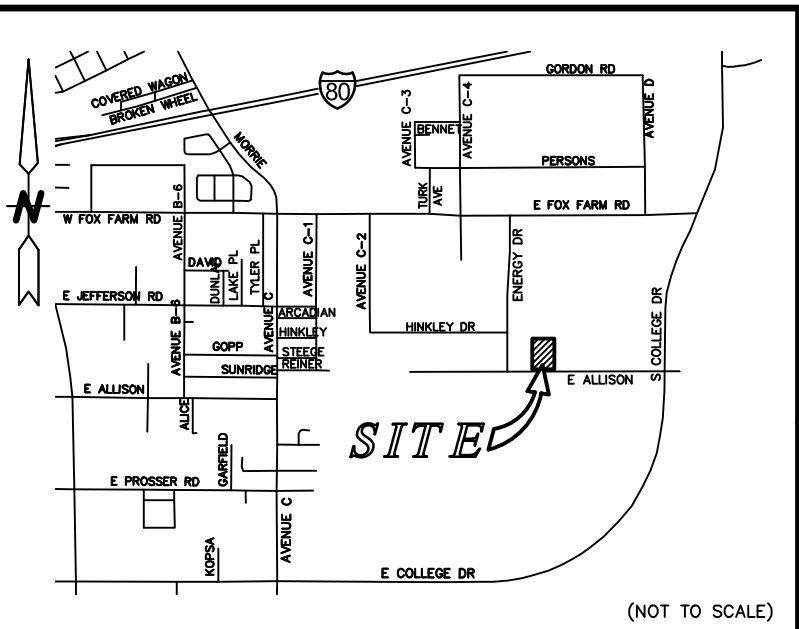 COVERED WAGON
BROKEN WHEEL
80
MORRIE
GORDON RD
AVENUE C-3
BENNET
AVENUE C-4
AVENUE D
PERSONS
TURK
AVE
N
W FOX FARM RD
AVENUE B-6
E FOX FARM RD
DAVID
DUNLA
LAKE PL
TYLER PL
AVENUE C-1
AVENUE C-2
ENERGY DR
E JEFFERSON RD
AVENUE B-6
AVENUE C
ARCADIAN
HINKLEY
HINKLEY DR
GOPP
STEEGE
SUNRIDGE
REINER
S COLLEGE DR
E ALLISON
E ALLISON
ALICE
GARFIELD
SITE
E PROSSER RD
KOPSA
AVENUE C
E COLLEGE DR
(NOT TO SCALE)